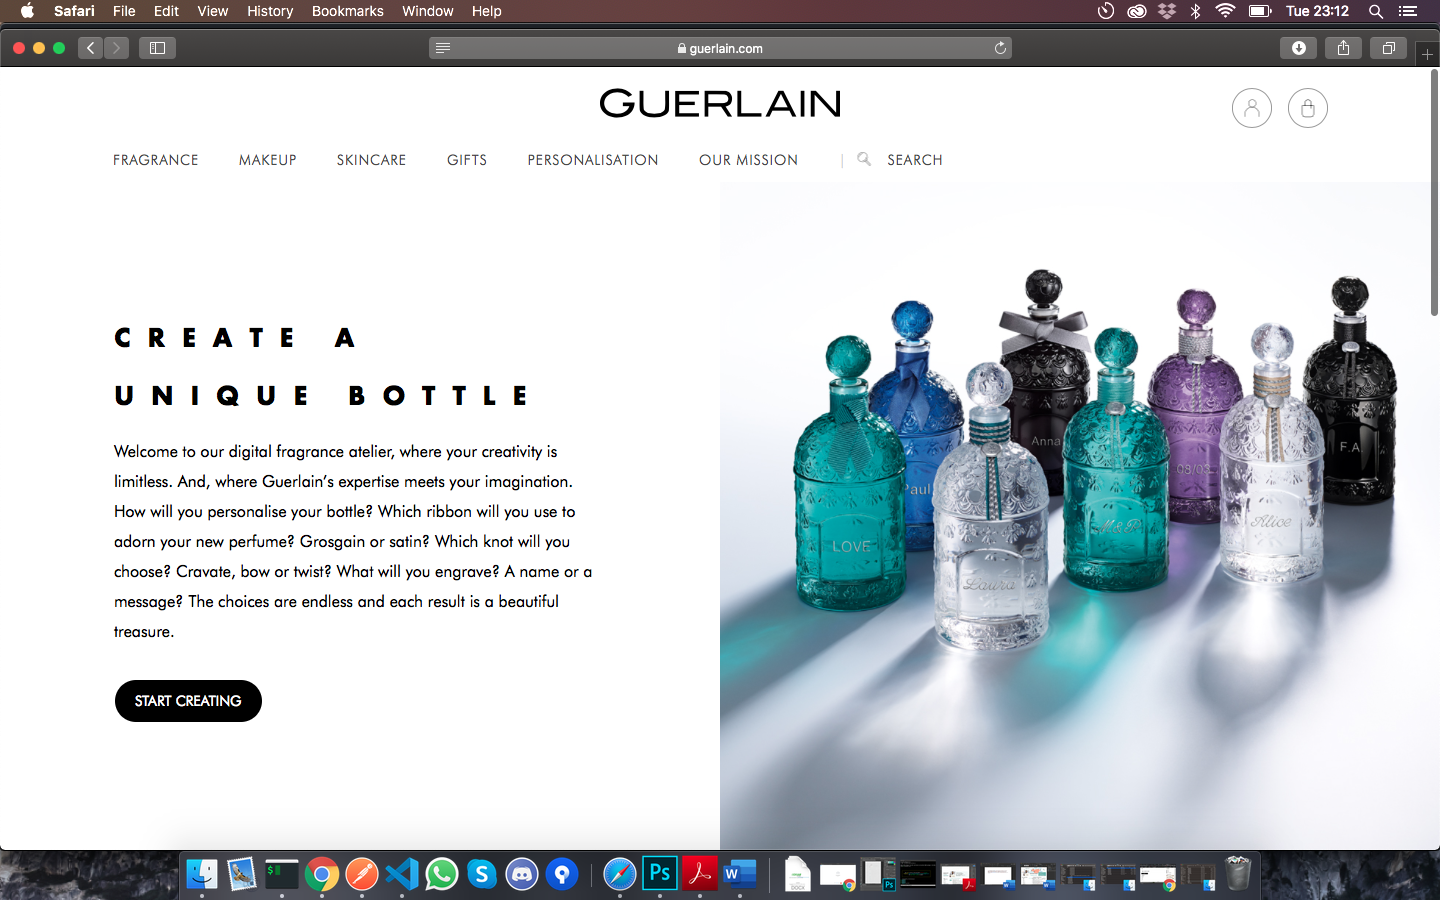 Safari File Edit View History Bookmarks Window Help Tue 23:12
guerlain.com
GUERLAIN
FRAGRANCE MAKEUP SKINCARE GIFTS PERSONALISATION OUR MISSION | SEARCH
CREATE A
UNIQUE BOTTLE
Welcome to our digital fragrance atelier, where your creativity is
limitless. And, where Guerlain’s expertise meets your imagination.
How will you personalise your bottle? Which ribbon will you use to
adorn your new perfume? Grosgain or satin? Which knot will you
choose? Cravate, bow or twist? What will you engrave? A name or a
message? The choices are endless and each result is a beautiful
treasure.
START CREATING
Anna
F.A.
Paul
08/03
LOVE
M&P
Alice
Laura
Ps
W
DOCX